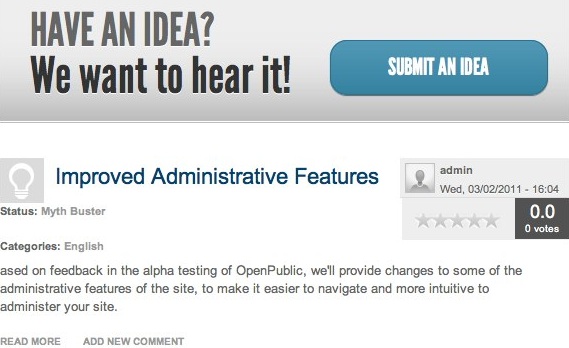 HAVE AN IDEA?
We want to hear it!
SUBMIT AN IDEA
Improved Administrative Features
admin
Wed, 03/02/2011 - 16:04
Status: Myth Buster
0.0
0 votes
Categories: English
ased on feedback in the alpha testing of OpenPublic, we'll provide changes to some of the
administrative features of the site, to make it easier to navigate and more intuitive to
administer your site.
READ MORE ADD NEW COMMENT